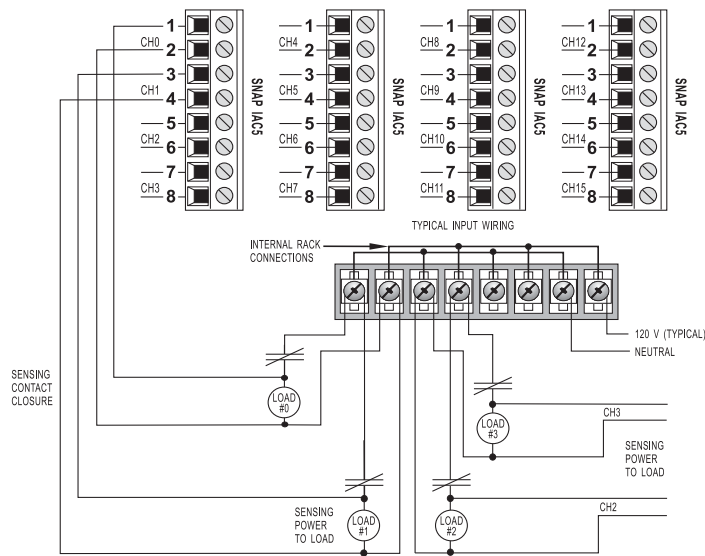 1
CH0 2
3
CH1 4
5
CH2 6
7
CH3 8
SNAP IAC5
1
CH4 2
3
CH5 4
5
CH6 6
7
CH7 8
SNAP IAC5
1
CH8 2
3
CH9 4
5
CH10 6
7
CH11 8
SNAP IAC5
1
CH12 2
3
CH13 4
5
CH14 6
7
CH15 8
SNAP IAC5
TYPICAL INPUT WIRING
INTERNAL RACK
CONNECTIONS
120 V (TYPICAL)
NEUTRAL
SENSING
CONTACT
CLOSURE
LOAD
#0
LOAD
#3
CH3
SENSING
POWER
TO LOAD
SENSING
POWER
TO LOAD
LOAD
#1
LOAD
#2
CH2